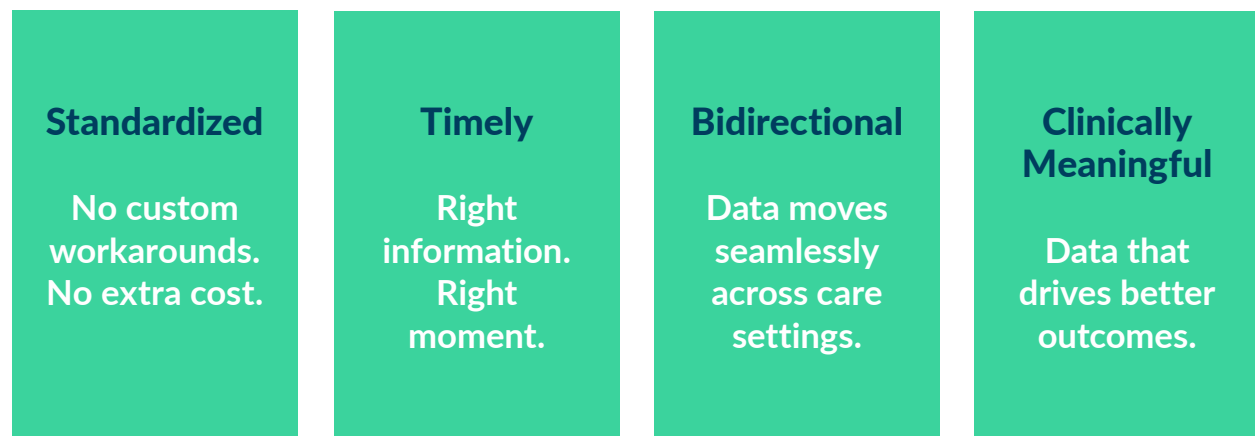 Standardized
No custom
workarounds.
No extra cost.
Timely
Right
information.
Right
moment.
Bidirectional
Data moves
seamlessly
across care
settings.
Clinically
Meaningful
Data that
drives better
outcomes.